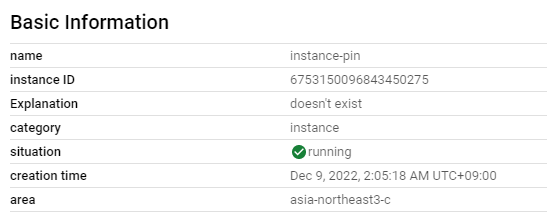 Basic Information
name instance-pin
instance ID 6753150096843450275
Explanation doesn't exist
category instance
situation running
creation time Dec 9, 2022, 2:05:18 AM UTC+09:00
area asia-northeast3-c